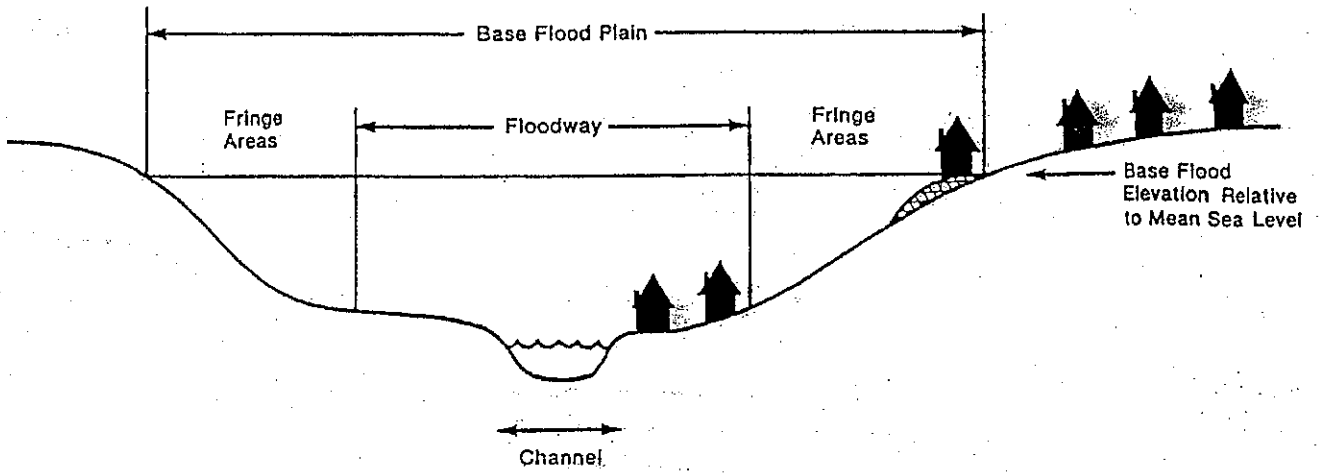 Base Flood Plain
Fringe
Areas
Floodway
Fringe
Areas
Base Flood
Elevation Relative
to Mean Sea Level
Channel